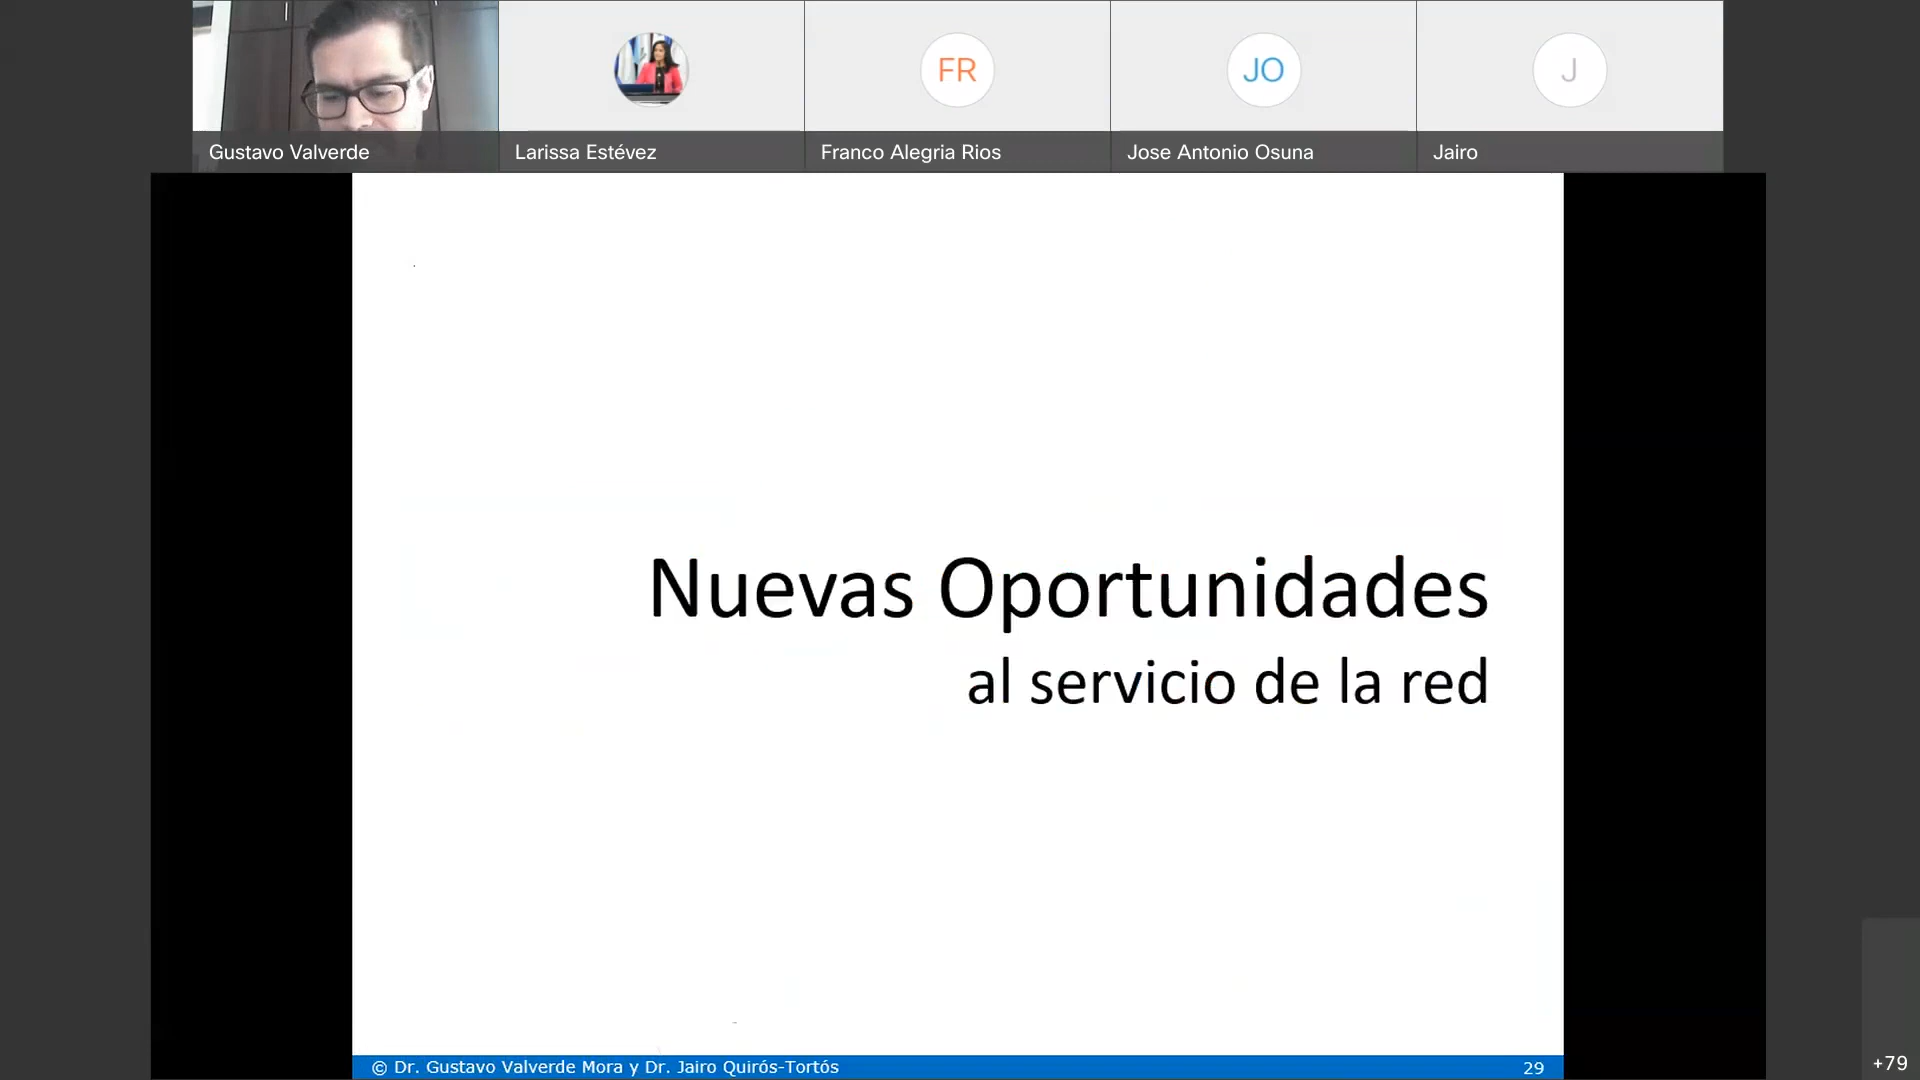 FR
JO
J
Gustavo Valverde
Larissa Estévez
Franco Alegria Rios
Jose Antonio Osuna
Jairo
Nuevas Oportunidades
al servicio de la red
© Dr. Gustavo Valverde Mora y Dr. Jairo Quirós-Tortós
29
+79